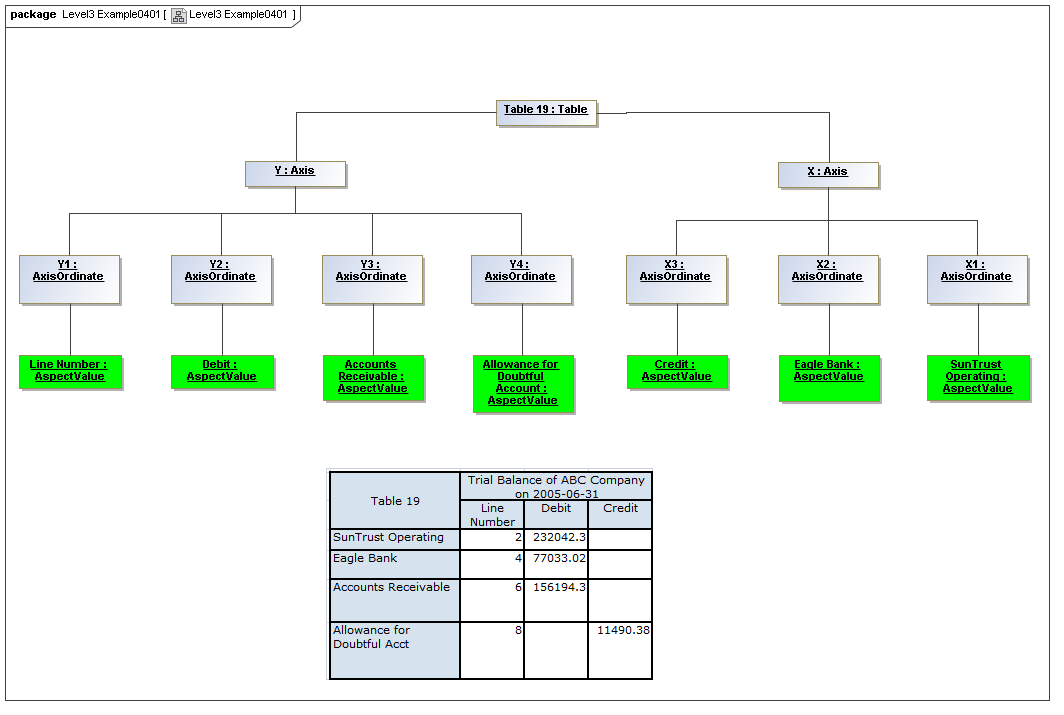 package Level3 Example0401 [ Level3 Example0401 ]
Table 19 : Table
Y : Axis
X : Axis
Y1 :
AxisOrdinate
Y2 :
AxisOrdinate
Y3 :
AxisOrdinate
Y4 :
AxisOrdinate
X3 :
AxisOrdinate
X2 :
AxisOrdinate
X1 :
AxisOrdinate
Line Number :
AspectValue
Debit :
AspectValue
Accounts
Receivable :
AspectValue
Allowance for
Doubtful
Account :
AspectValue
Credit :
AspectValue
Eagle Bank :
AspectValue
SunTrust
Operating :
AspectValue
Table 19
Trial Balance of ABC Company
on 2005-06-31
Line
Number
Debit
Credit
SunTrust Operating 2 232042.3
Eagle Bank 4 77033.02
Accounts Receivable 6 156194.3
Allowance for
Doubtful Acct
8 11490.38